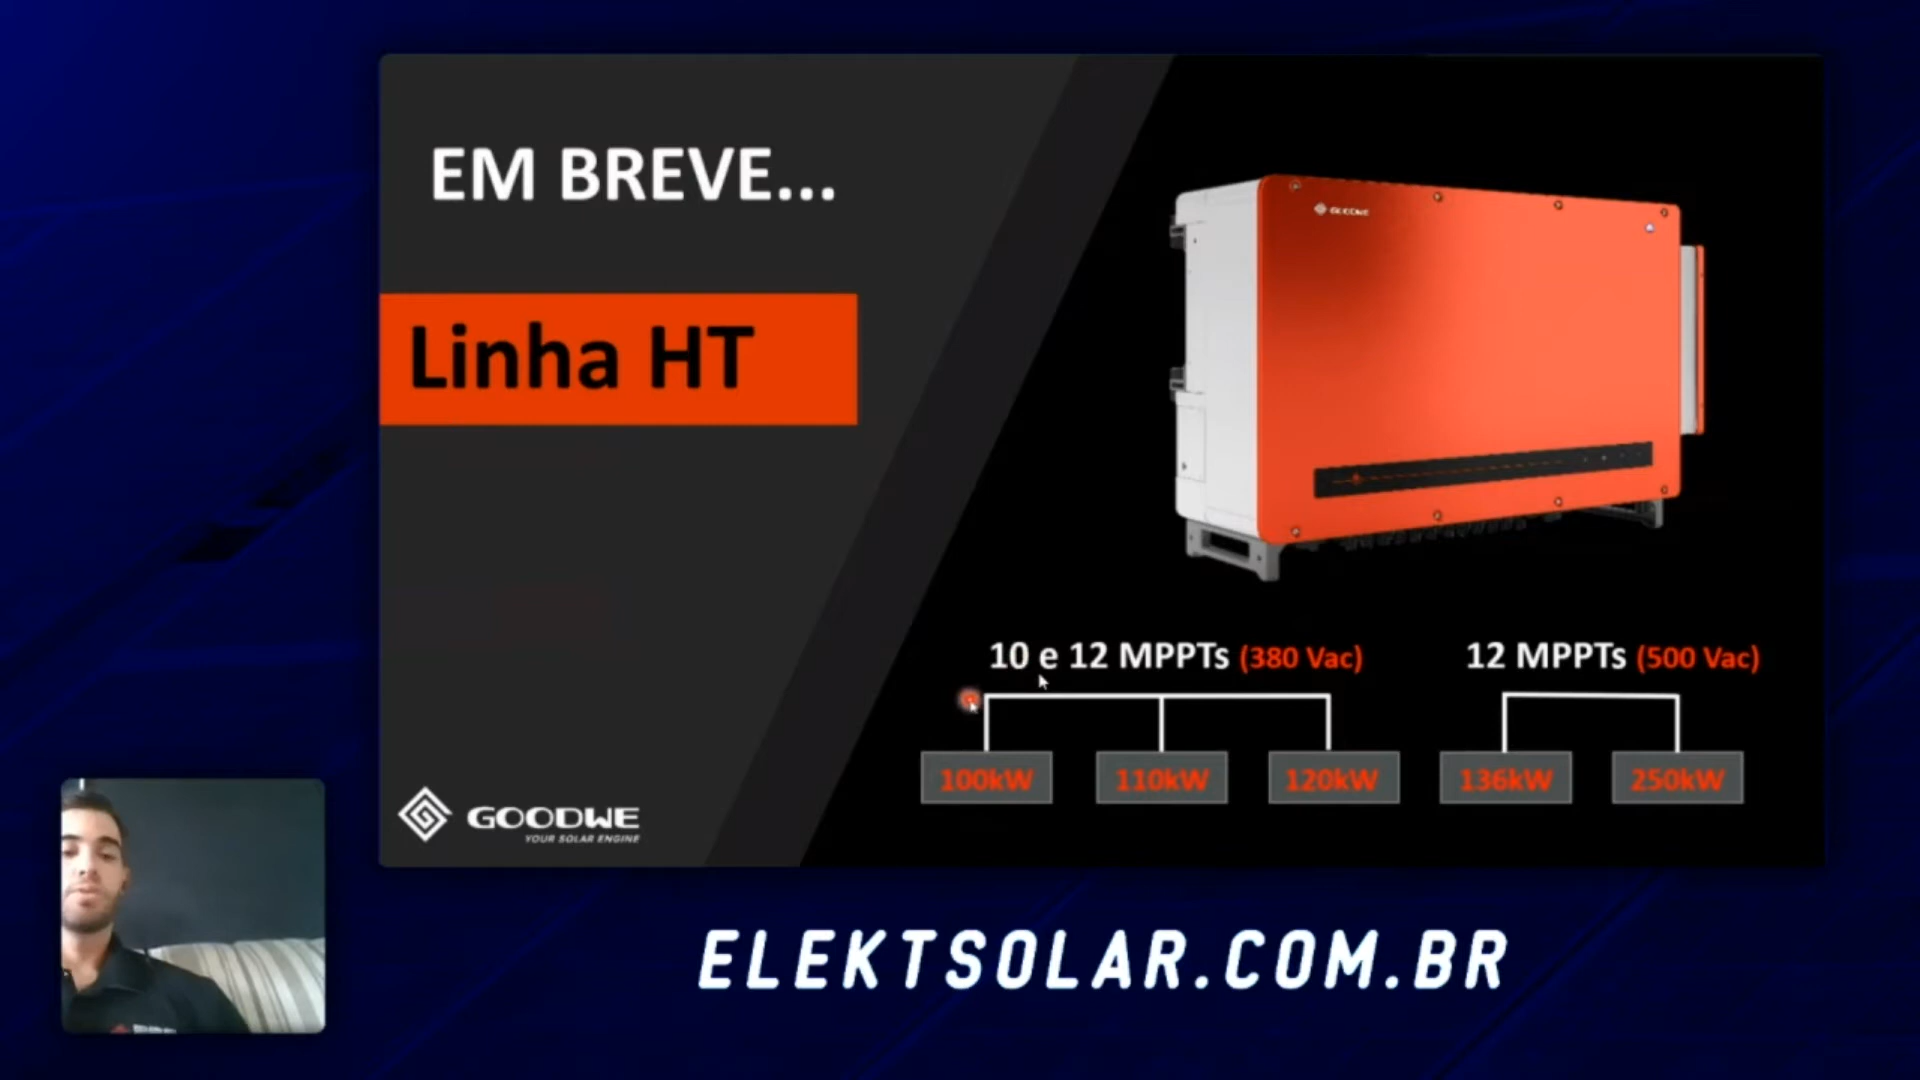 EM BREVE...
Linha HT
GOODWE
10 e 12 MPPTs (380 Vac)
12 MPPTs (500 Vac)
100kW
110kW
120kW
136kW
250kW
GOODWE
YOUR SOLAR ENGINE
ELEKTSOLAR.COM.BR